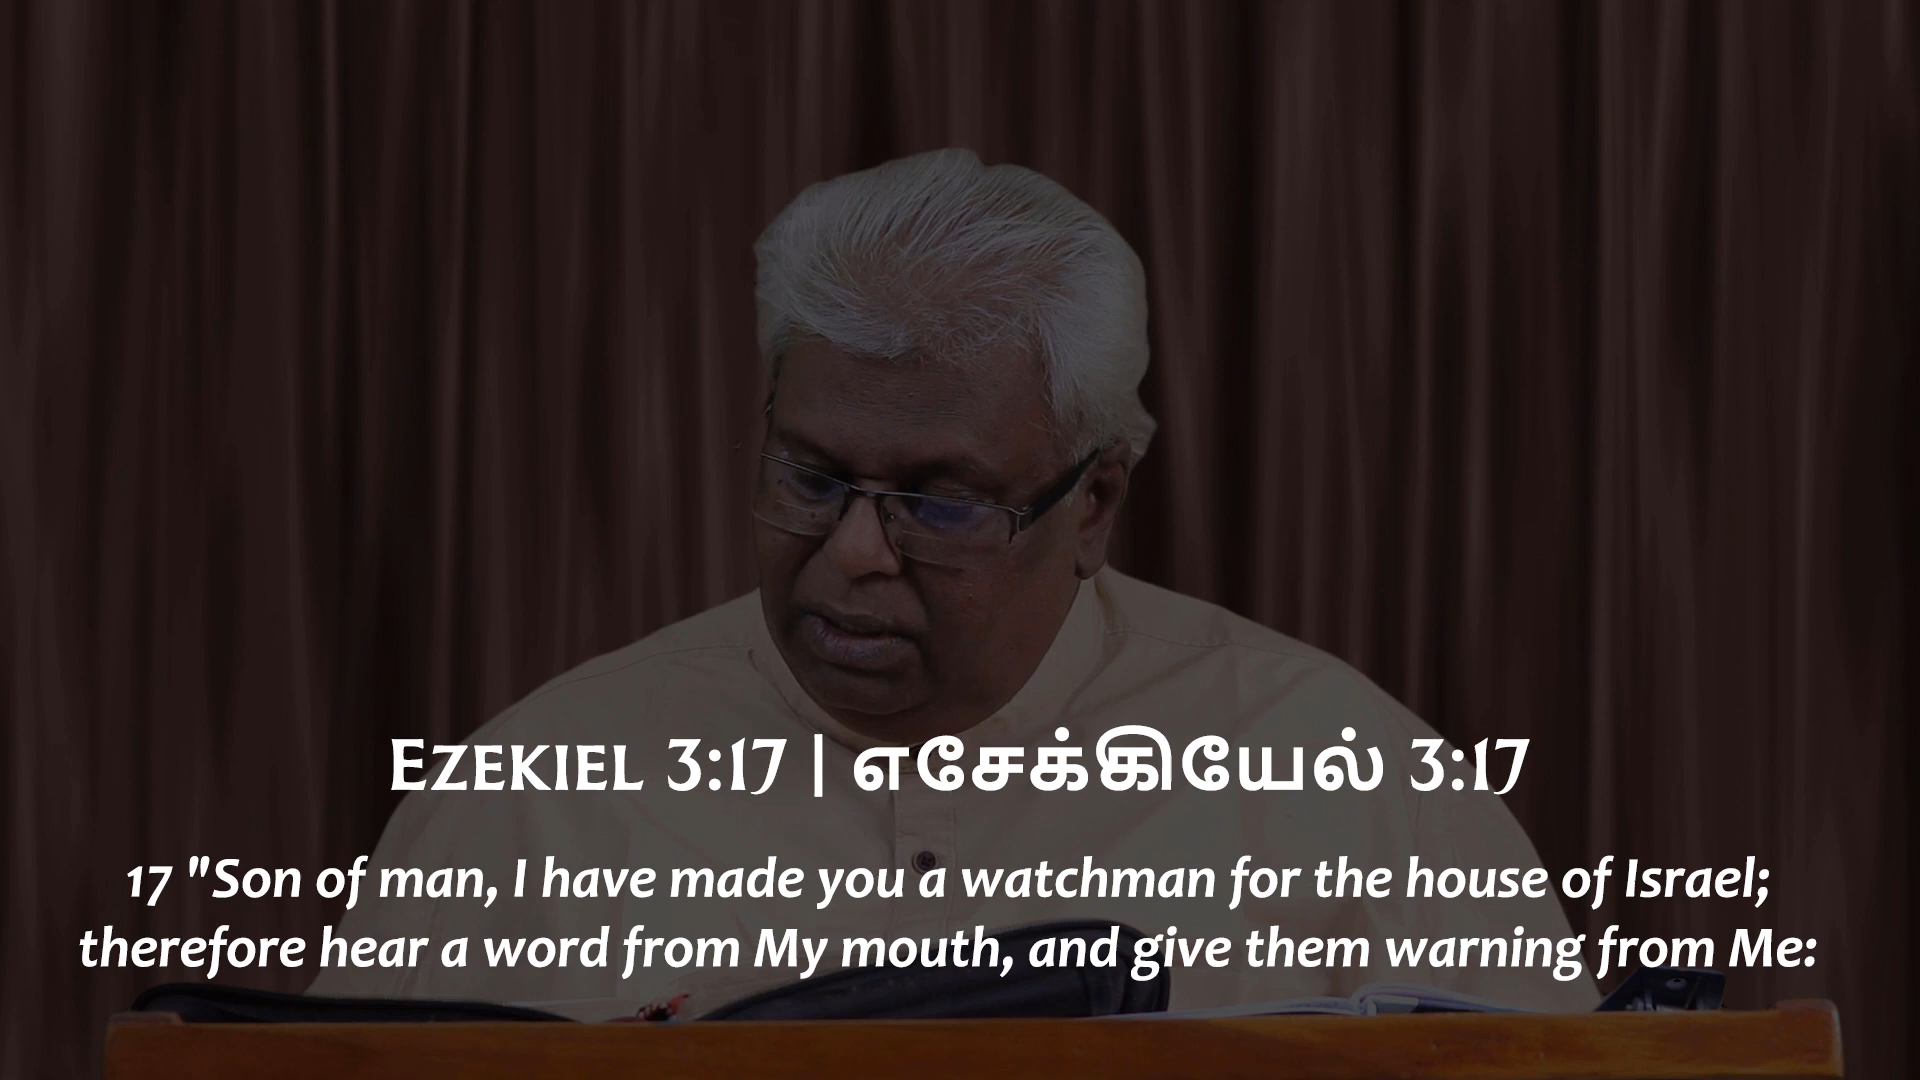 Ezekiel 3:17 | எசேக்கியேல் 3:17
17 "Son of man, I have made you a watchman for the house of Israel;
therefore hear a word from My mouth, and give them warning from Me: